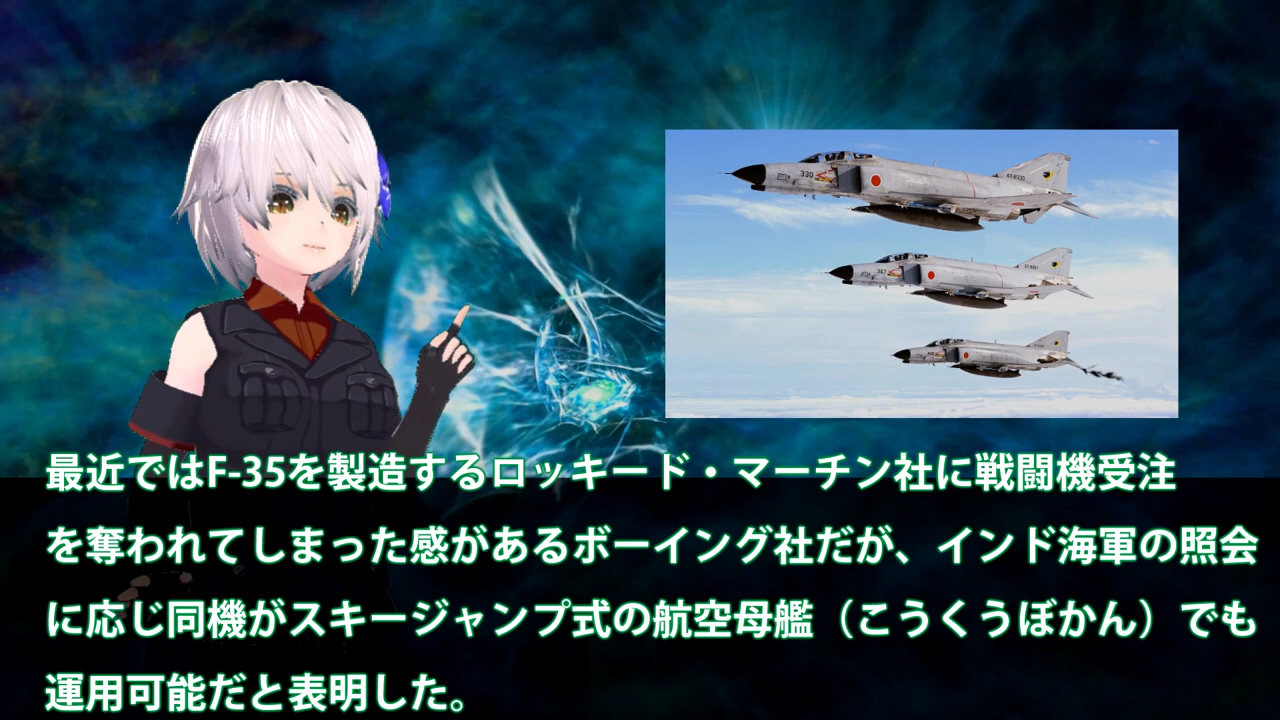 330
47-8330
367
最近ではF-35を製造するロッキード・マーチン社に戦闘機受注
を奪われてしまった感があるボーイング社だが、インド海軍の照会
に応じ同機がスキージャンプ式の航空母艦（こうくうぼかん）でも
運用可能だと表明した。